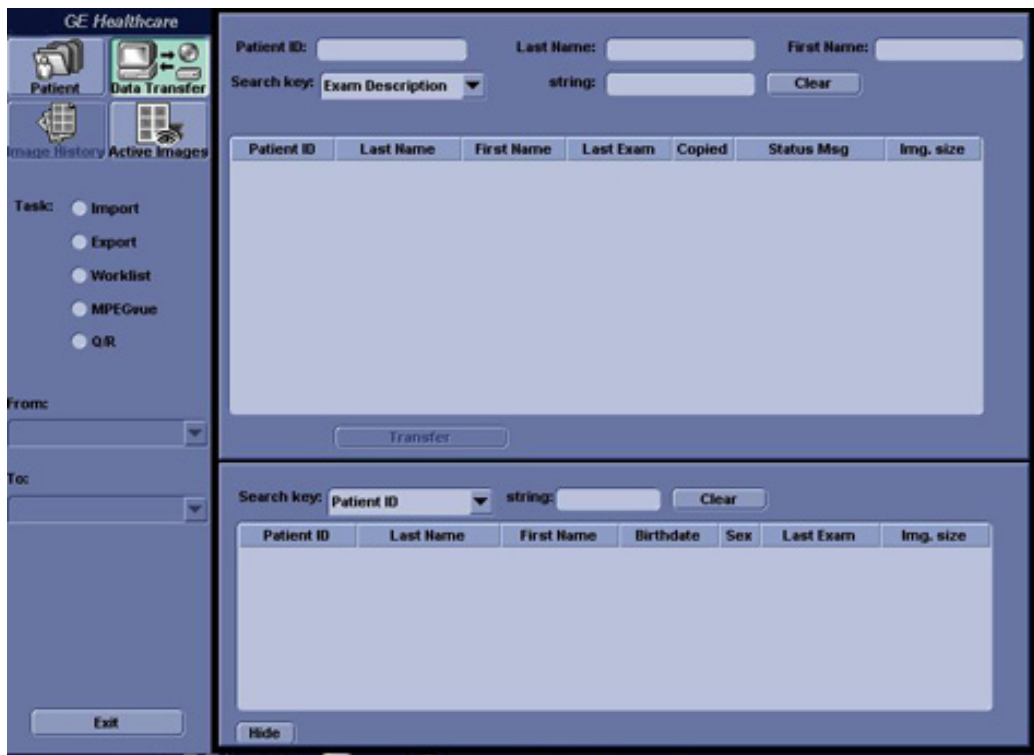 GE Healthcare
Patient Data Transfer
Image History Active Images
Task: Import
Export
Worklist
MPEGvue
Q/R
From:
To:
Exit
Patient ID: Last Name: First Name:
Search key: Exam Description string: Clear
Patient ID Last Name First Name Last Exam Copied Status Msg Img. size
Transfer
Search key: Patient ID string: Clear
Patient ID Last Name First Name Birthdate Sex Last Exam Img. size
Hide